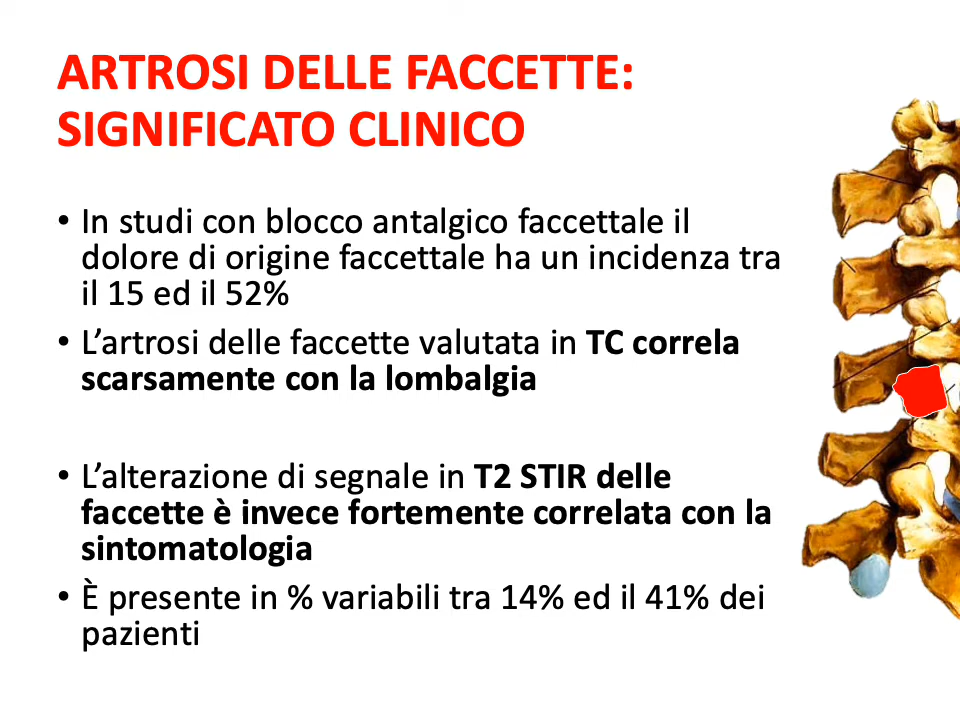 ARTROSI DELLE FACCETTE:
SIGNIFICATO CLINICO
• In studi con blocco antalgico faccettale il
dolore di origine faccettale ha un incidenza tra
il 15 ed il 52%
• L’artrosi delle faccette valutata in TC correla
scarsamente con la lombalgia
• L’alterazione di segnale in T2 STIR delle
faccette è invece fortemente correlata con la
sintomatologia
• È presente in % variabili tra 14% ed il 41% dei
pazienti